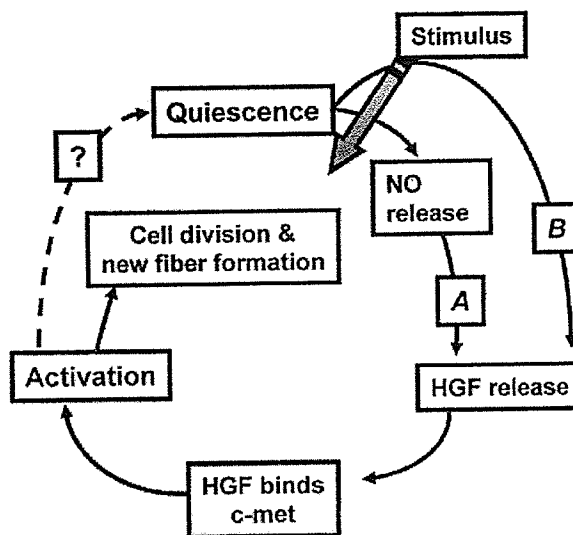 Stimulus
Quiescence
?
NO
release
Cell division &
new fiber formation
B
A
Activation
HGF release
HGF binds
c-met